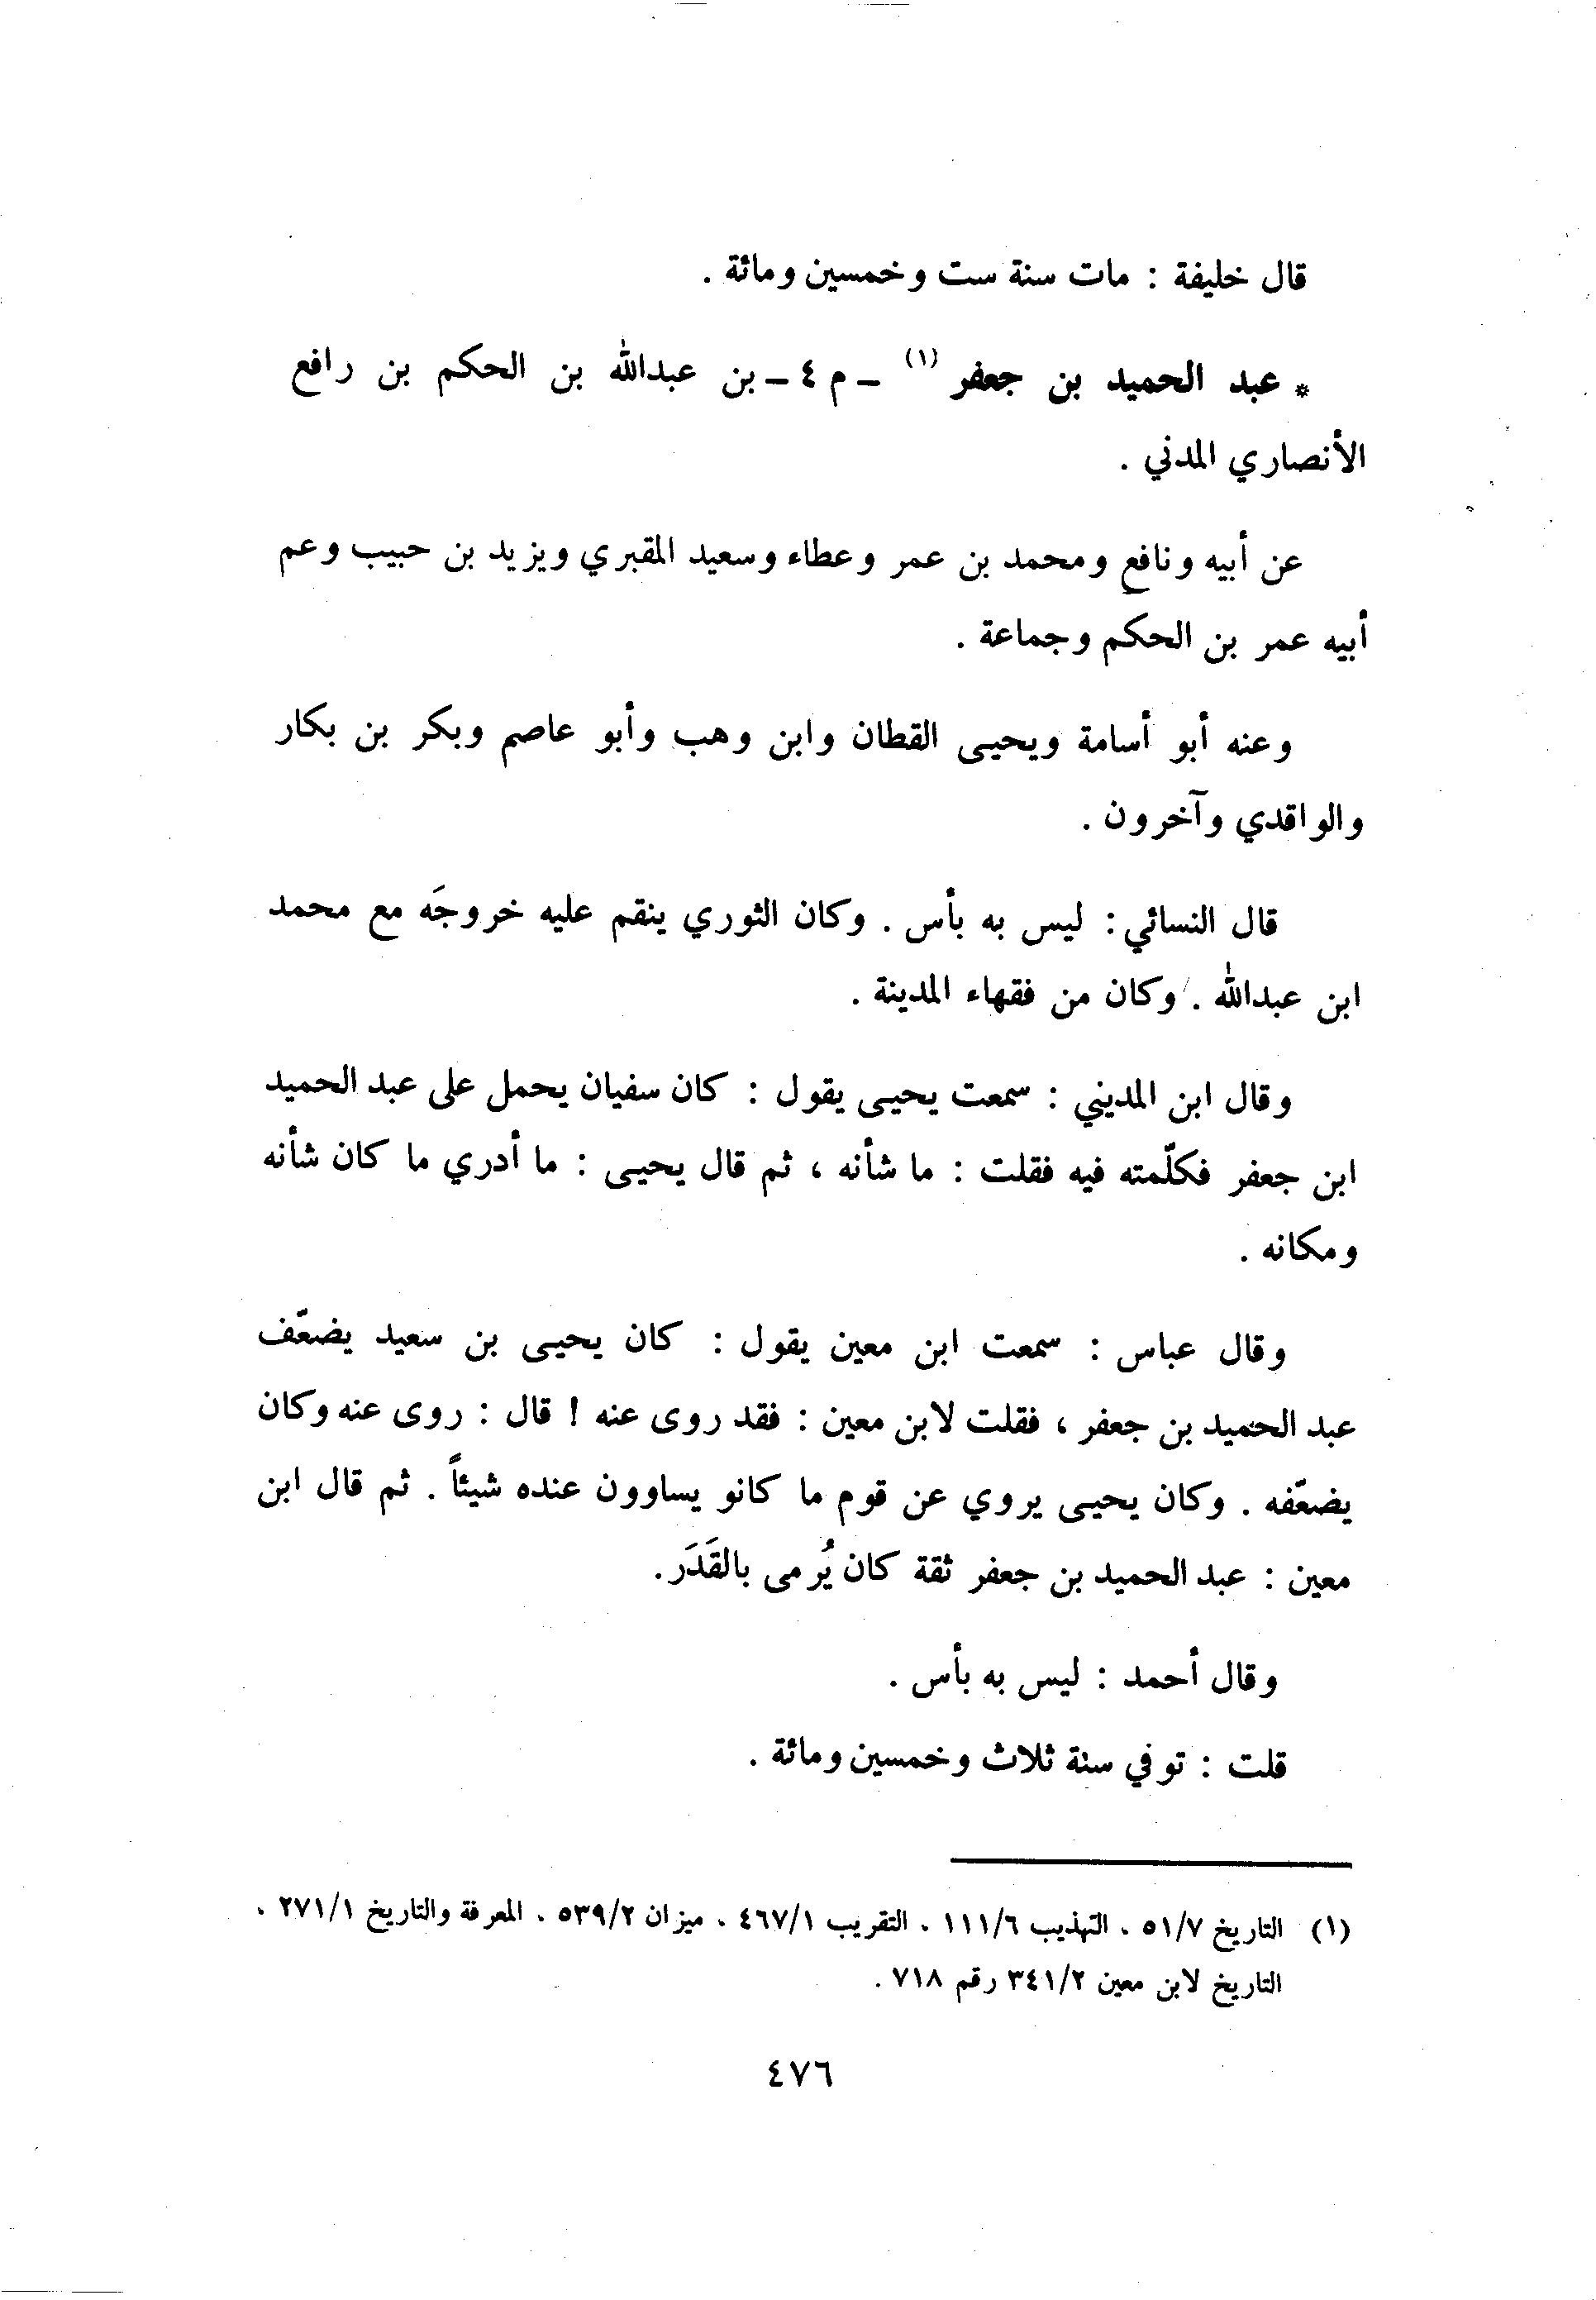 قال خليفة : مات سنة ست وخمسين ومائة .
* عبد الحميد بن جعفر (١) ــ م ٤ ــ بن عبدالله بن الحكم بن رافع
الأنصاري المدني .
عن أبيه ونافع ومحمد بن عمر وعطاء وسعيد المقبري ويزيد بن حبيب وعم
أبيه عمر بن الحكم وجماعة .
وعنه أبو أسامة ويحيى القطان وابن وهب وأبو عاصم وبكر بن بكار
والواقدي وآخرون .
قال النسائي : ليس به بأس . وكان الثوري ينقم عليه خروجَه مع محمد
ابن عبدالله . وكان من فقهاء المدينة .
وقال ابن المديني : سمعت يحيى يقول : كان سفيان يحمل على عبد الحميد
ابن جعفر فكلّمته فيه فقلت : ما شأنه ، ثم قال يحيى : ما أدري ما كان شأنه
ومكانه .
وقال عباس : سمعت ابن معين يقول : كان يحيى بن سعيد يضعّف
عبد الحميد بن جعفر ، فقلت لابن معين : فقد روى عنه ! قال : روى عنه وكان
يضعّفه . وكان يحيى يروي عن قوم ما كانو يساوون عنده شيئاً . ثم قال ابن
معين : عبد الحميد بن جعفر ثقة كان يُرمى بالقَدَر .
وقال أحمد : ليس به بأس .
قلت : توفي سنة ثلاث وخمسين ومائة .
(١) التاريخ ٥١/٧ . التهذيب ١١١/٦ . التقريب ٤٦٧/١ . ميزان ٥٣٩/٢ . المعرفة والتاريخ ٢٧١/١ .
التاريخ لابن معين ٣٤١/٢ رقم ٧١٨ .
٤٧٦